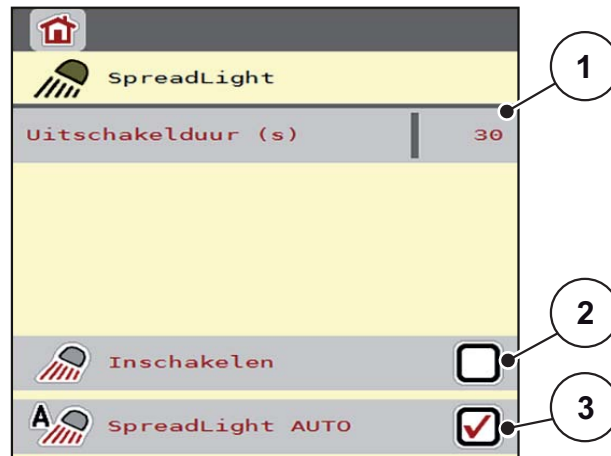 SpreadLight
1
Uitschakelduur (s) 30
Inschakelen
2
A SpreadLight AUTO
3